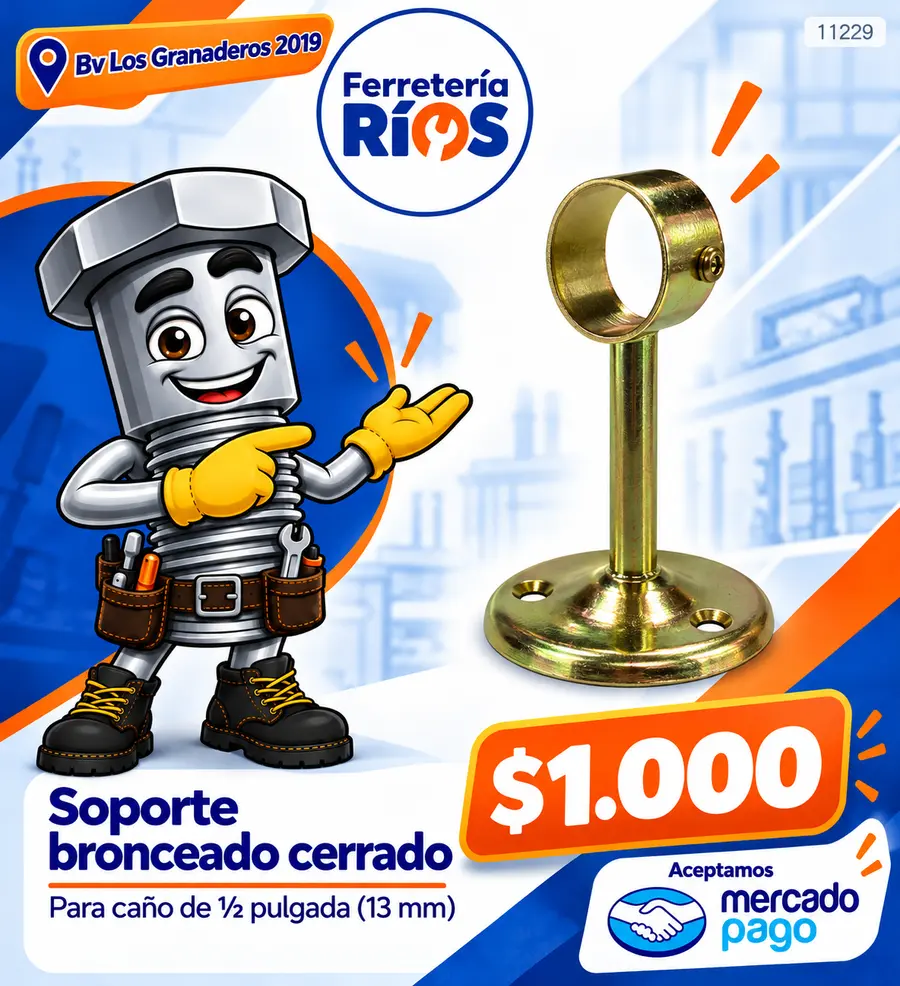 Bv Los Granaderos 2019
Ferretería
RÍOS
11229
$1.000
Soporte
bronceado cerrado
Para caño de ½ pulgada (13 mm)
Aceptamos
mercado
pago